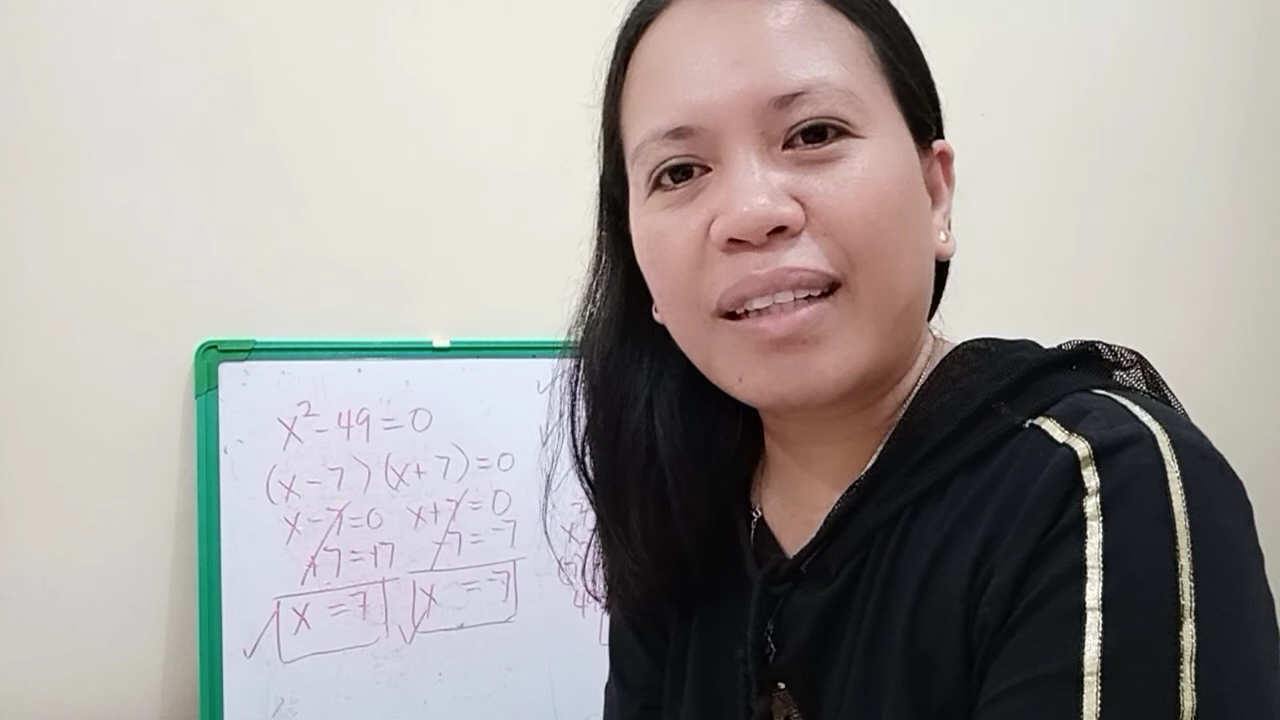 x² - 49 = 0
(x - 7) (x + 7) = 0
x - 7 = 0 x + 7 = 0
+7 = +7 -7 = -7
x = 7 x = -7